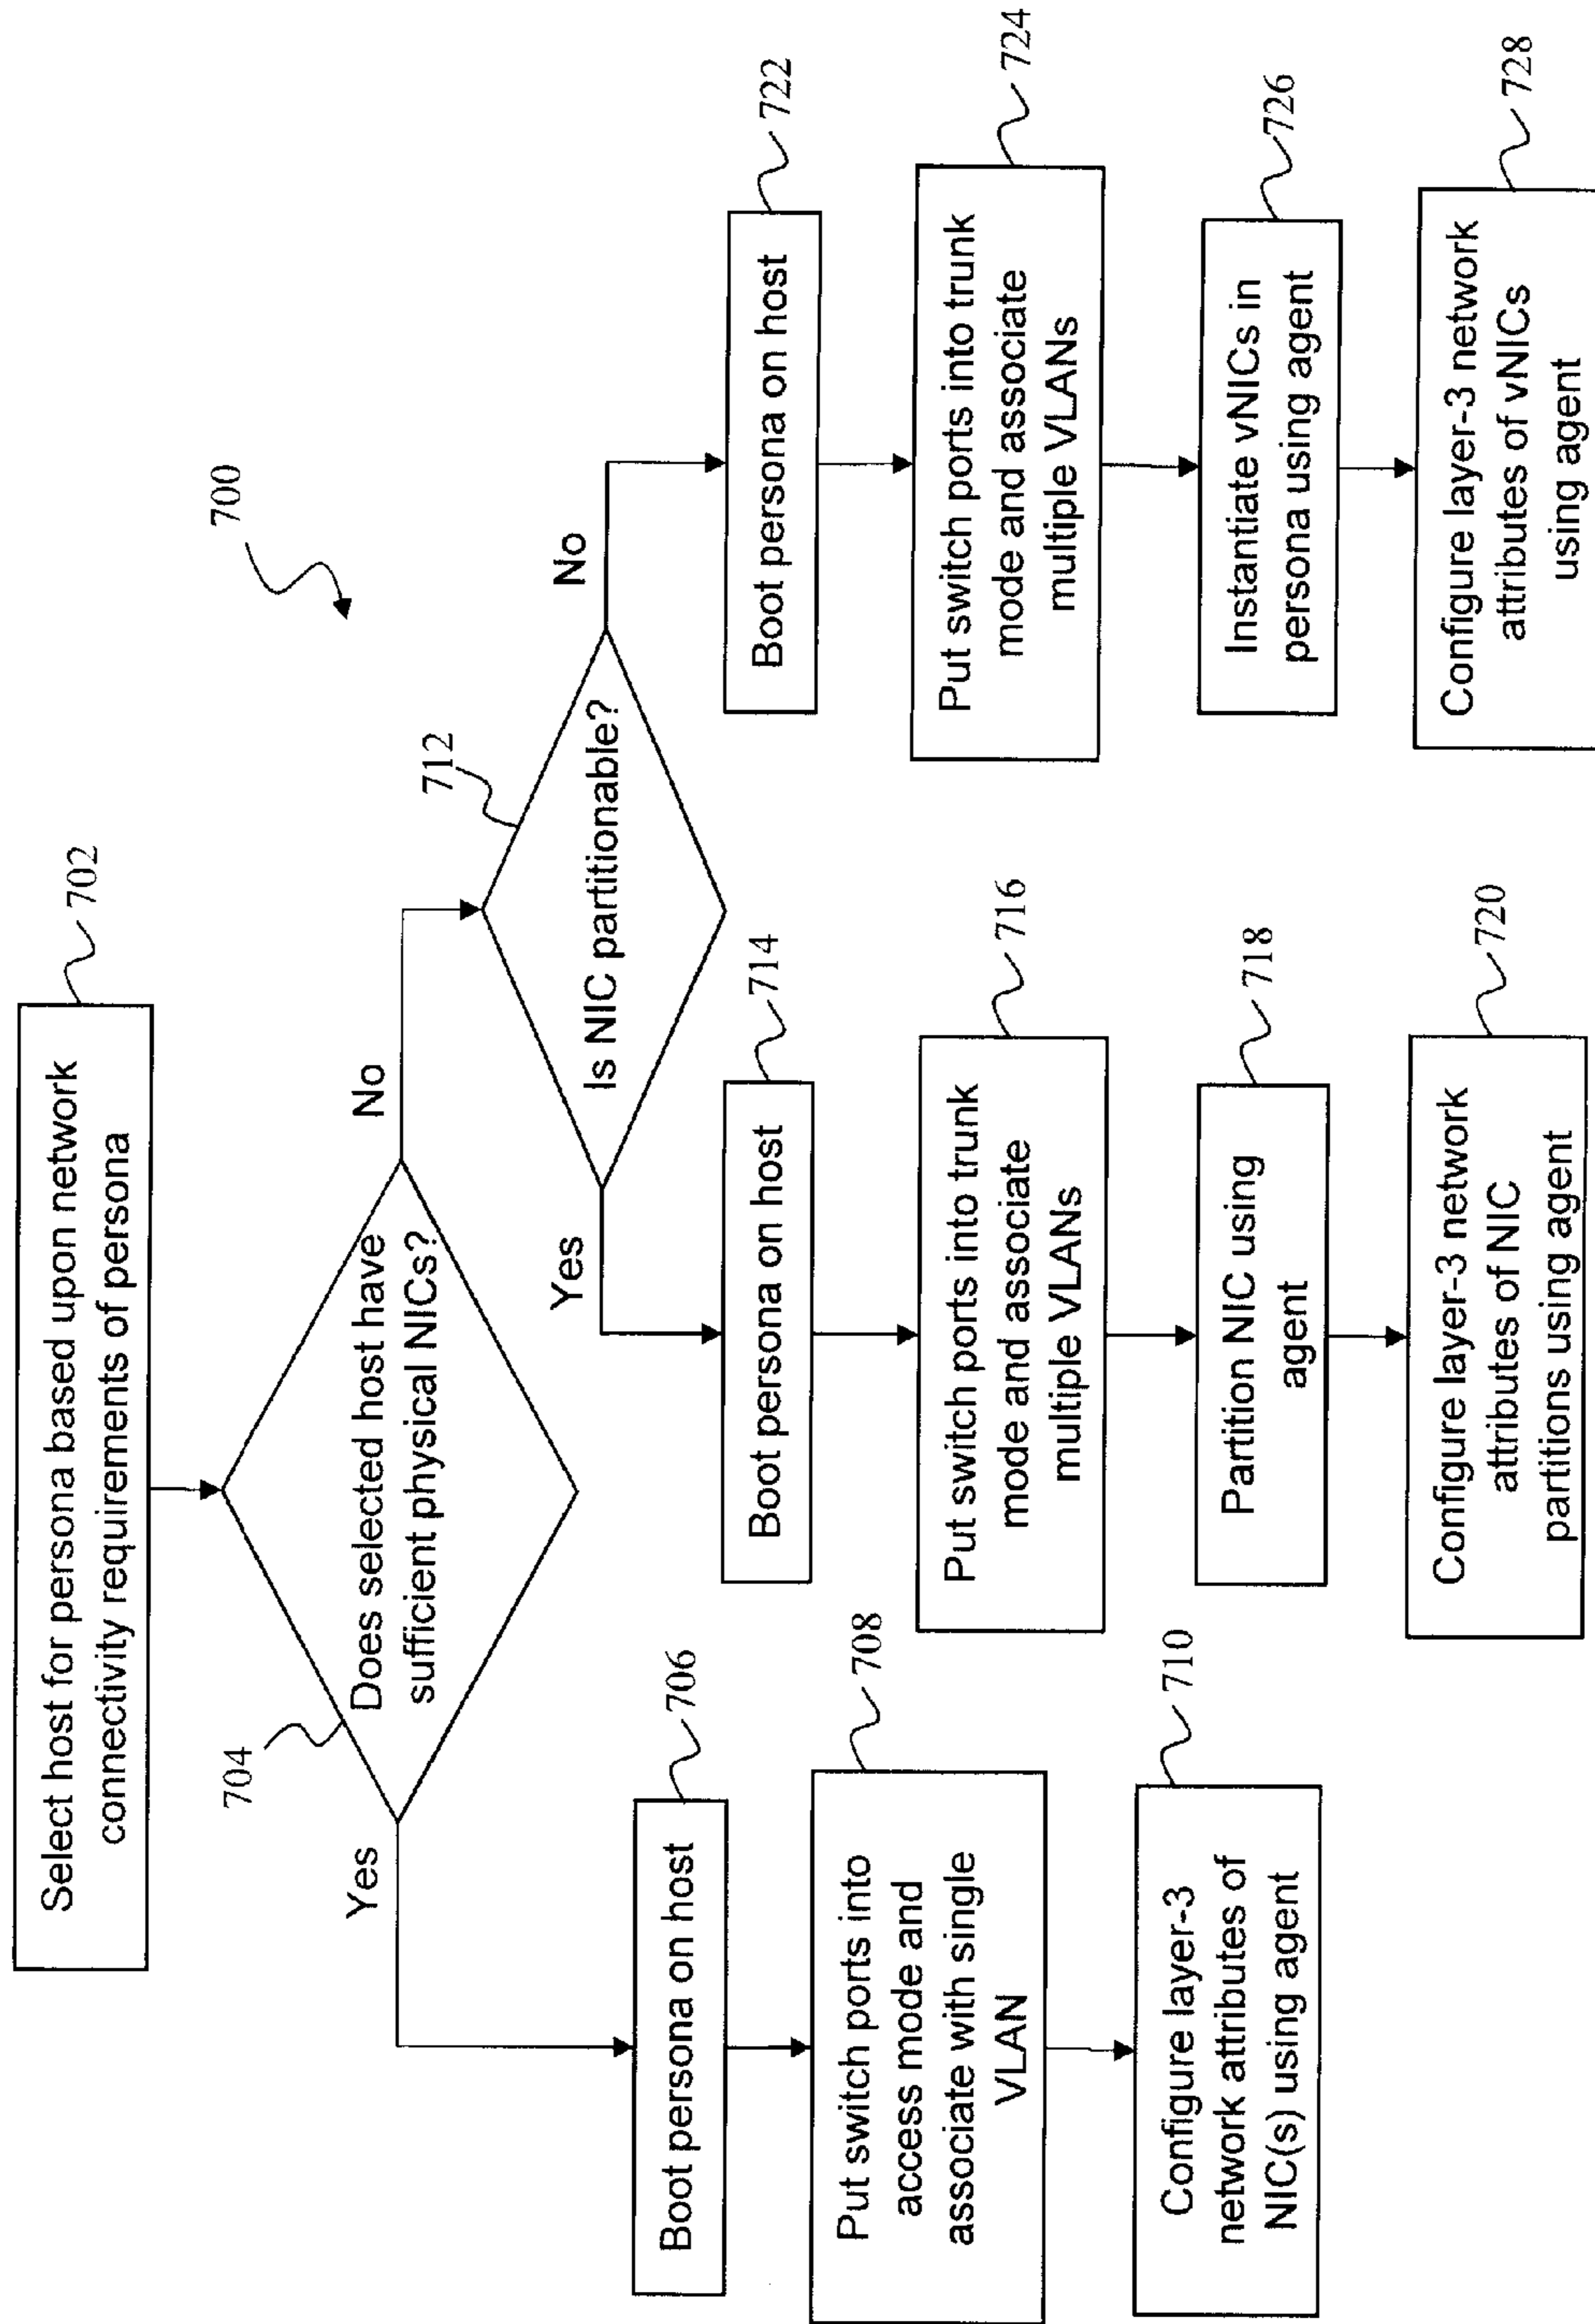 700
Select host for persona based upon network
connectivity requirements of persona
702
704
Does selected host have
sufficient physical NICs?
Yes
No
Boot persona on host
706
Put switch ports into
access mode and
associate with single
VLAN
708
Configure layer-3
network attributes of
NIC(s) using agent
710
712
Is NIC partitionable?
Yes
No
Boot persona on host
714
Put switch ports into trunk
mode and associate
multiple VLANs
716
Partition NIC using
agent
718
Configure layer-3 network
attributes of NIC
partitions using agent
720
Boot persona on host
722
Put switch ports into trunk
mode and associate
multiple VLANs
724
Instantiate vNICs in
persona using agent
726
Configure layer-3 network
attributes of vNICs
using agent
728